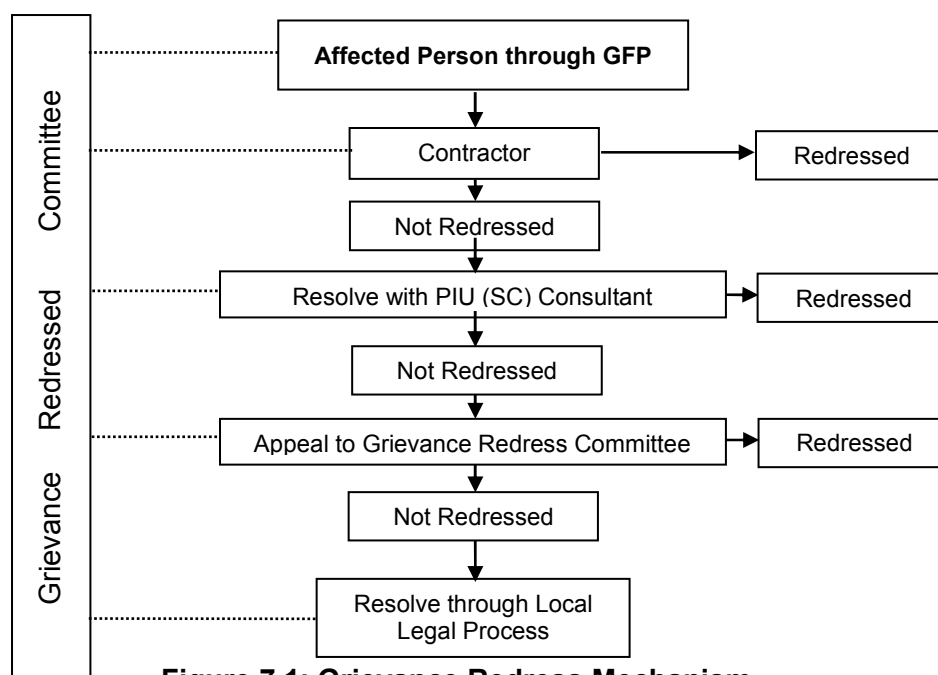 Affected Person through GFP
Contractor
Redressed
Not Redressed
Resolve with PIU (SC) Consultant
Redressed
Not Redressed
Appeal to Grievance Redress Committee
Redressed
Not Redressed
Resolve through Local
Legal Process
Grievance Redressed Committee
Figure 7.1: Grievance Redress Mechanism